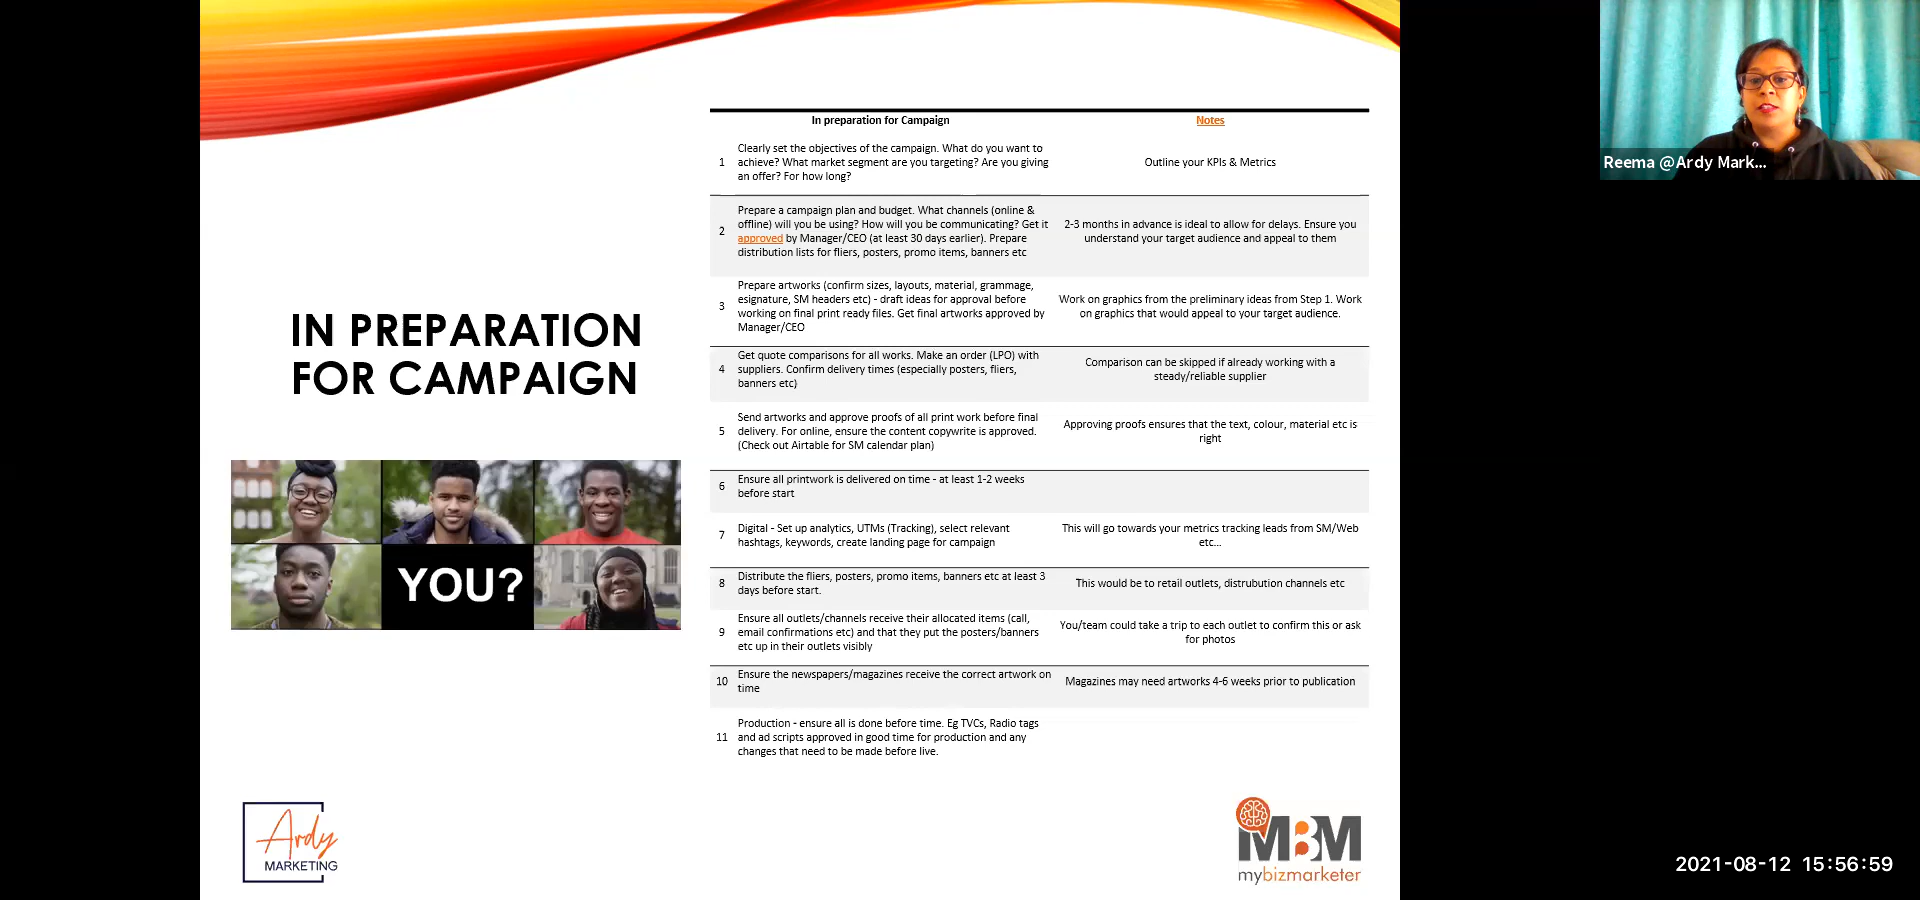 IN PREPARATION
FOR CAMPAIGN
YOU?
Ardy
MARKETING
In preparation for Campaign
Notes
1
Clearly set the objectives of the campaign. What do you want to
achieve? What market segment are you targeting? Are you giving
an offer? For how long?
Outline your KPIs & Metrics
2
Prepare a campaign plan and budget. What channels (online &
offline) will you be using? How will you be communicating? Get it
approved by Manager/CEO (at least 30 days earlier). Prepare
distribution lists for fliers, posters, promo items, banners etc
2-3 months in advance is ideal to allow for delays. Ensure you
understand your target audience and appeal to them
3
Prepare artworks (confirm sizes, layouts, material, grammage,
esignature, SM headers etc) - draft ideas for approval before
working on final print ready files. Get final artworks approved by
Manager/CEO
Work on graphics from the preliminary ideas from Step 1. Work
on graphics that would appeal to your target audience.
4
Get quote comparisons for all works. Make an order (LPO) with
suppliers. Confirm delivery times (especially posters, fliers,
banners etc)
Comparison can be skipped if already working with a
steady/reliable supplier
5
Send artworks and approve proofs of all print work before final
delivery. For online, ensure the content copywrite is approved.
(Check out Airtable for SM calendar plan)
Approving proofs ensures that the text, colour, material etc is
right
6
Ensure all printwork is delivered on time - at least 1-2 weeks
before start
7
Digital - Set up analytics, UTMs (Tracking), select relevant
hashtags, keywords, create landing page for campaign
This will go towards your metrics tracking leads from SM/Web
etc...
8
Distribute the fliers, posters, promo items, banners etc at least 3
days before start.
This would be to retail outlets, distrubution channels etc
9
Ensure all outlets/channels receive their allocated items (call,
email confirmations etc) and that they put the posters/banners
etc up in their outlets visibly
You/team could take a trip to each outlet to confirm this or ask
for photos
10
Ensure the newspapers/magazines receive the correct artwork on
time
Magazines may need artworks 4-6 weeks prior to publication
11
Production - ensure all is done before time. Eg TVCs, Radio tags
and ad scripts approved in good time for production and any
changes that need to be made before live.
MBM
mybizmarketer
Reema @Ardy Mark...
2021-08-12 15:56:59